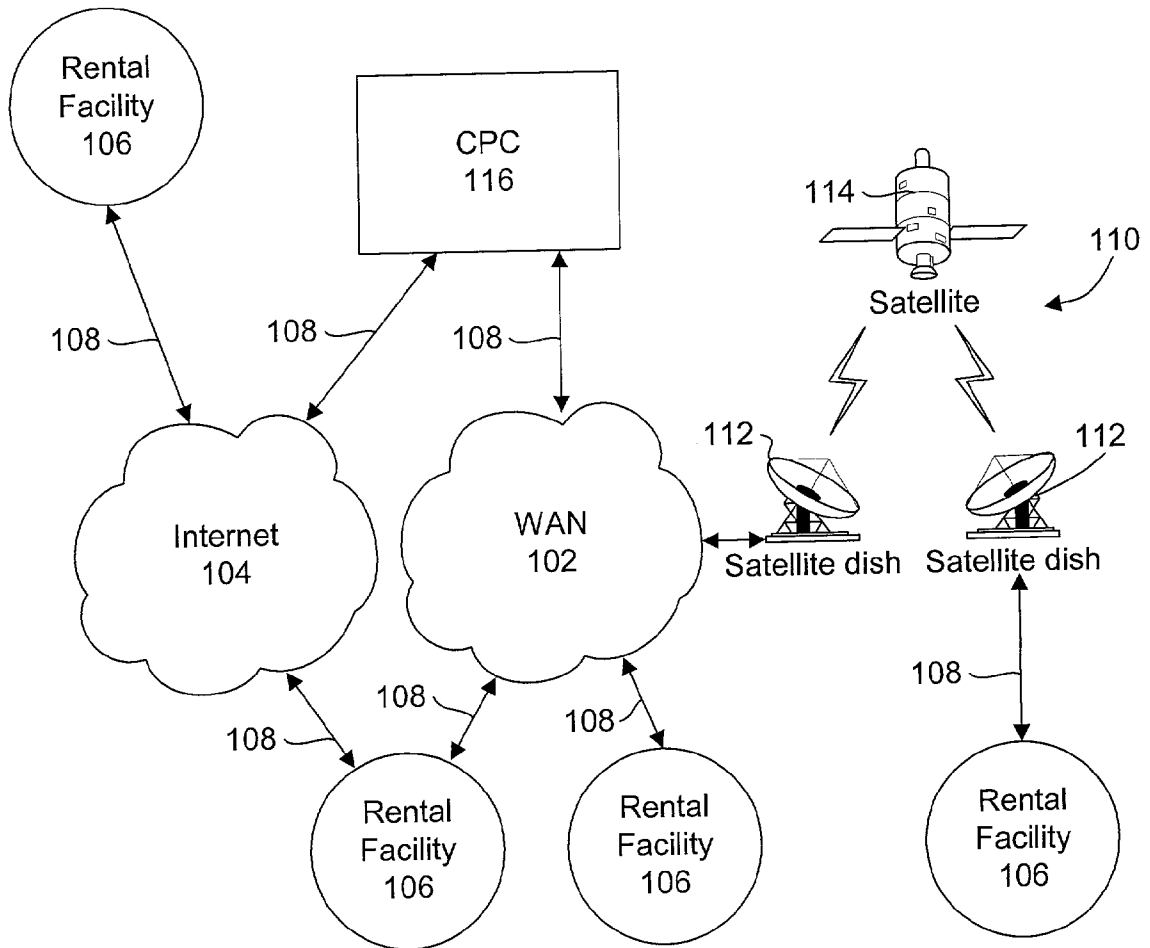 Rental
Facility
106
CPC
116
114
110
Satellite
108
108
108
112
112
Internet
104
WAN
102
Satellite dish
Satellite dish
108
108
108
108
Rental
Facility
106
Rental
Facility
106
Rental
Facility
106